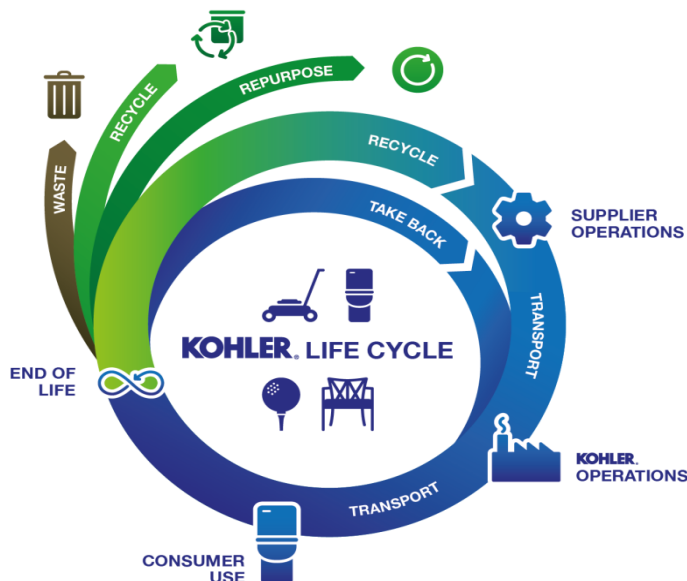 WASTE
RECYCLE
REPURPOSE
RECYCLE
TAKE BACK
SUPPLIER
OPERATIONS
TRANSPORT
KOHLER. LIFE CYCLE
END OF
LIFE
KOHLER.
OPERATIONS
TRANSPORT
CONSUMER
USE